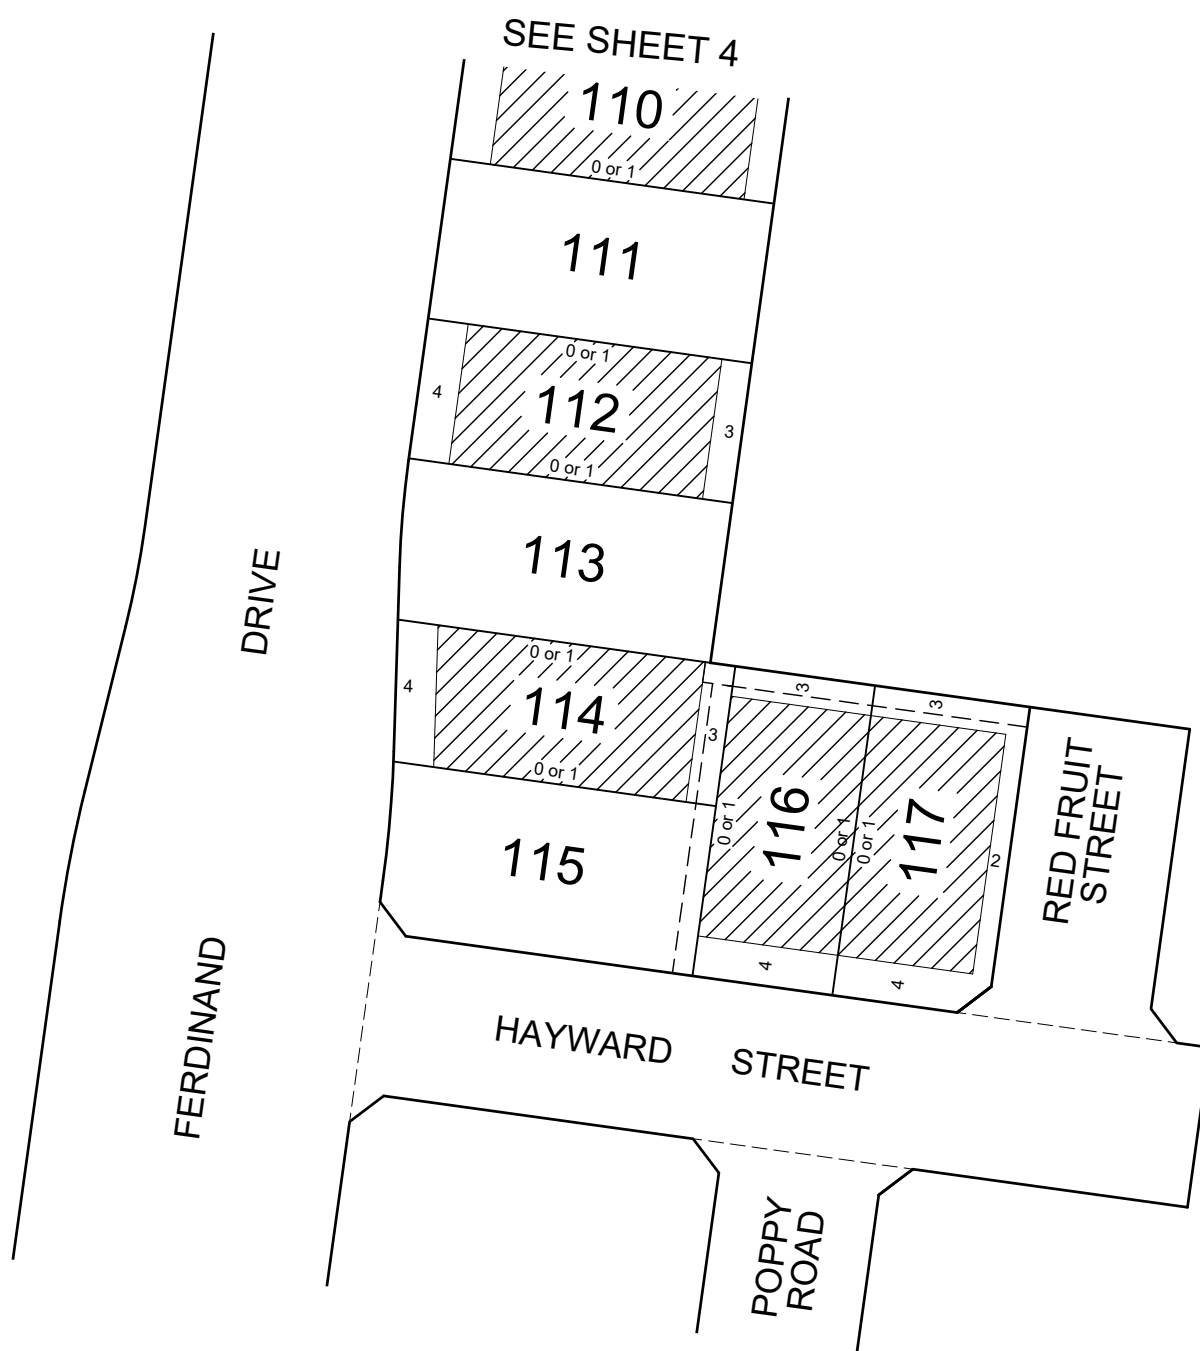 SEE SHEET 4
110
0 or 1
111
0 or 1
4
112
3
0 or 1
113
DRIVE
0 or 1
4
114
3
0 or 1
3
3
116
0 or 1
0 or 1
0 or 1
117
2
RED FRUIT
STREET
115
4
4
FERDINAND
HAYWARD STREET
POPPY
ROAD